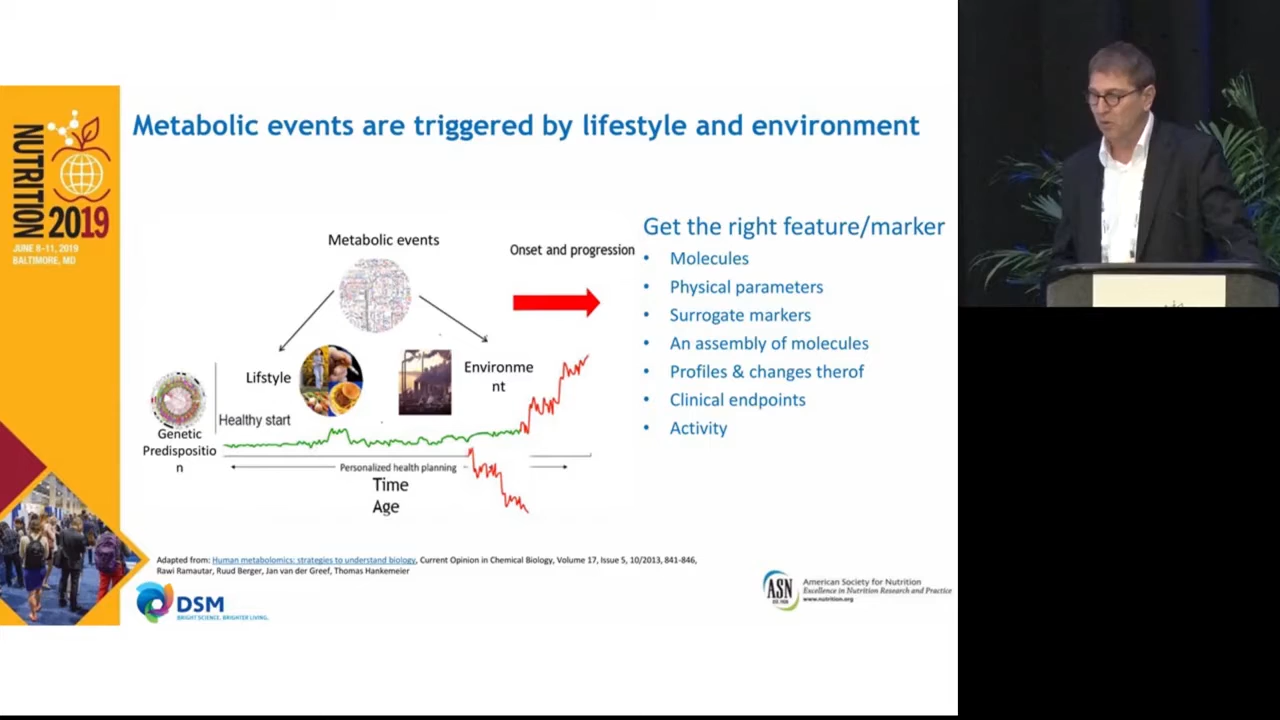 NUTRITION
2019
JUNE 8-11, 2019
BALTIMORE, MD
Metabolic events are triggered by lifestyle and environment
Metabolic events
Onset and progression
Lifstyle
Environme
nt
Healthy start
Genetic
Predispositio
n
Personalized health planning
Time
Age
Get the right feature/marker
• Molecules
• Physical parameters
• Surrogate markers
• An assembly of molecules
• Profiles & changes therof
• Clinical endpoints
• Activity
Adapted from: Human metabolomics: strategies to understand biology, Current Opinion in Chemical Biology, Volume 17, Issue 5, 10/2013, 841-846,
Rawi Ramautar, Ruud Berger, Jan van der Greef, Thomas Hankemeier
DSM
BRIGHT SCIENCE. BRIGHTER LIVING.
ASN
American Society for Nutrition
Excellence in Nutrition Research and Practice
www.nutrition.org